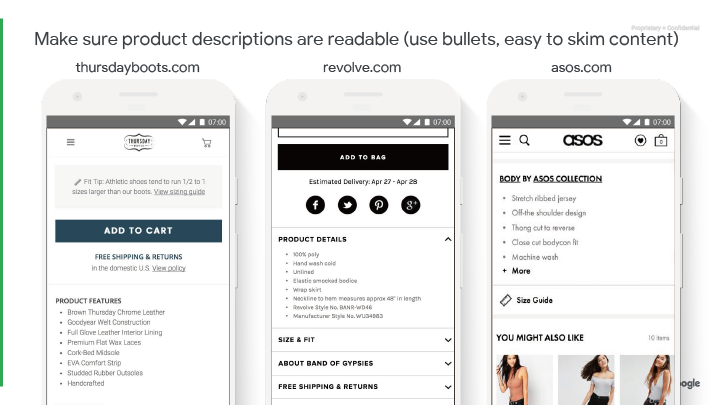 Proprietary + Confidential
Make sure product descriptions are readable (use bullets, easy to skim content)
thursdayboots.com
revolve.com
asos.com
07:00
THURSDAY
Fit Tip: Athletic shoes tend to run 1/2 to 1
sizes larger than our boots. View sizing guide
ADD TO CART
FREE SHIPPING & RETURNS
in the domestic U.S. View policy
PRODUCT FEATURES
• Brown Thursday Chrome Leather
• Goodyear Welt Construction
• Full Glove Leather Interior Lining
• Premium Flat Wax Laces
• Cork-Bed Midsole
• EVA Comfort Strip
• Studded Rubber Outsoles
• Handcrafted
07:00
ADD TO BAG
Estimated Delivery: Apr 27 - Apr 28
g+
PRODUCT DETAILS
• 100% poly
• Hand wash cold
• Unlined
• Elastic smocked bodice
• Wrap skirt
• Neckline to hem measures approx 48" in length
• Revolve Style No. BANR-WD46
• Manufacturer Style No. WU34983
SIZE & FIT
ABOUT BAND OF GYPSIES
FREE SHIPPING & RETURNS
07:00
asos
0
BODY BY ASOS COLLECTION
• Stretch ribbed jersey
• Off-the shoulder design
• Thong cut to reverse
• Close cut bodycon fit
• Machine wash
+ More
Size Guide
YOU MIGHT ALSO LIKE
10 items
ogle